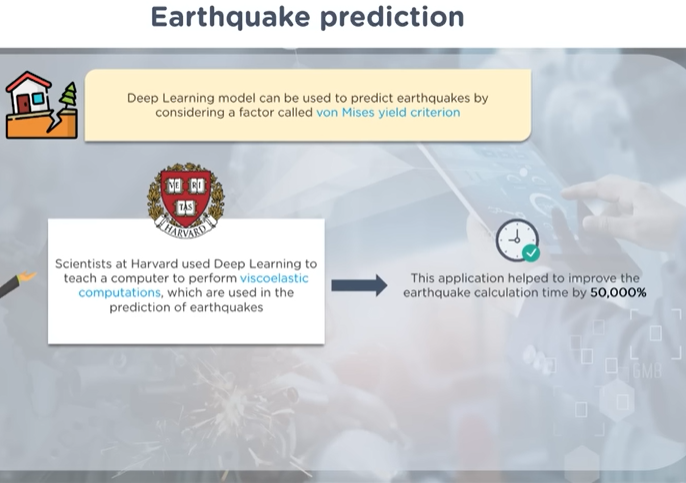 Earthquake prediction
Deep Learning model can be used to predict earthquakes by
considering a factor called von Mises yield criterion
VE RI
TAS
HARVARD
Scientists at Harvard used Deep Learning to
teach a computer to perform viscoelastic
computations, which are used in the
prediction of earthquakes
This application helped to improve the
earthquake calculation time by 50,000%
GMB